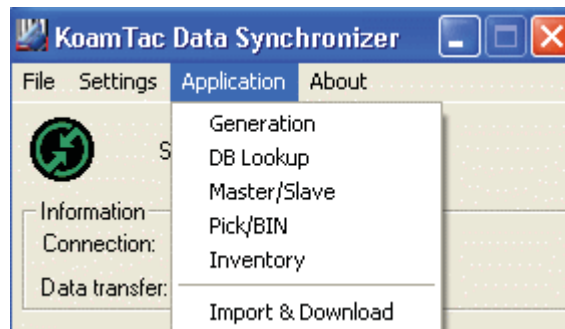 KoamTac Data Synchronizer
File Settings Application About
Generation
S
DB Lookup
Master/Slave
Information
Pick/BIN
Connection:
Inventory
Data transfer:
Import & Download